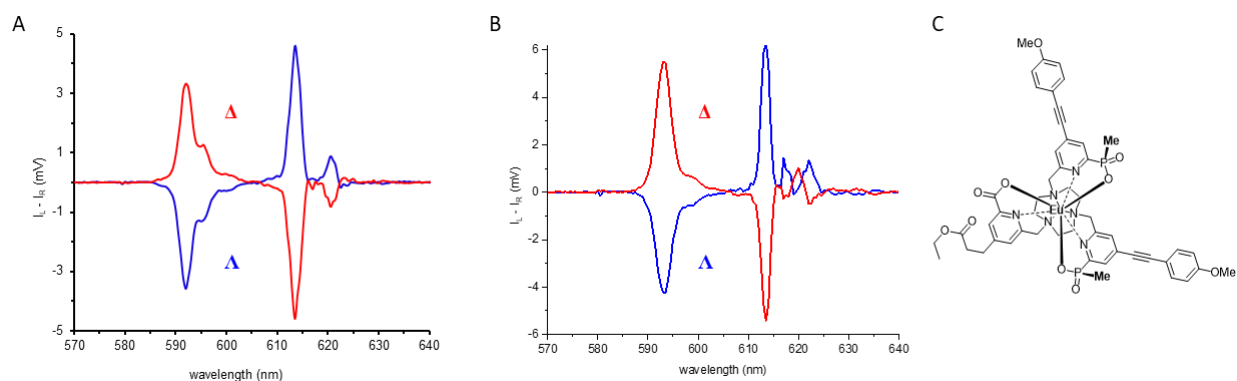 A
5
3
1
-1
-3
-5
I_L - I_R (mV)
570 580 590 600 610 620 630 640
wavelength (nm)
Δ
Λ
B
6
4
2
0
-2
-4
-6
I_L - I_R (mV)
570 580 590 600 610 620 630 640
wavelength (nm)
Δ
Λ
C
MeO
Me
P O
N O
O N N
O Eu
N N
N N
O
O
O P Me
O
OMe